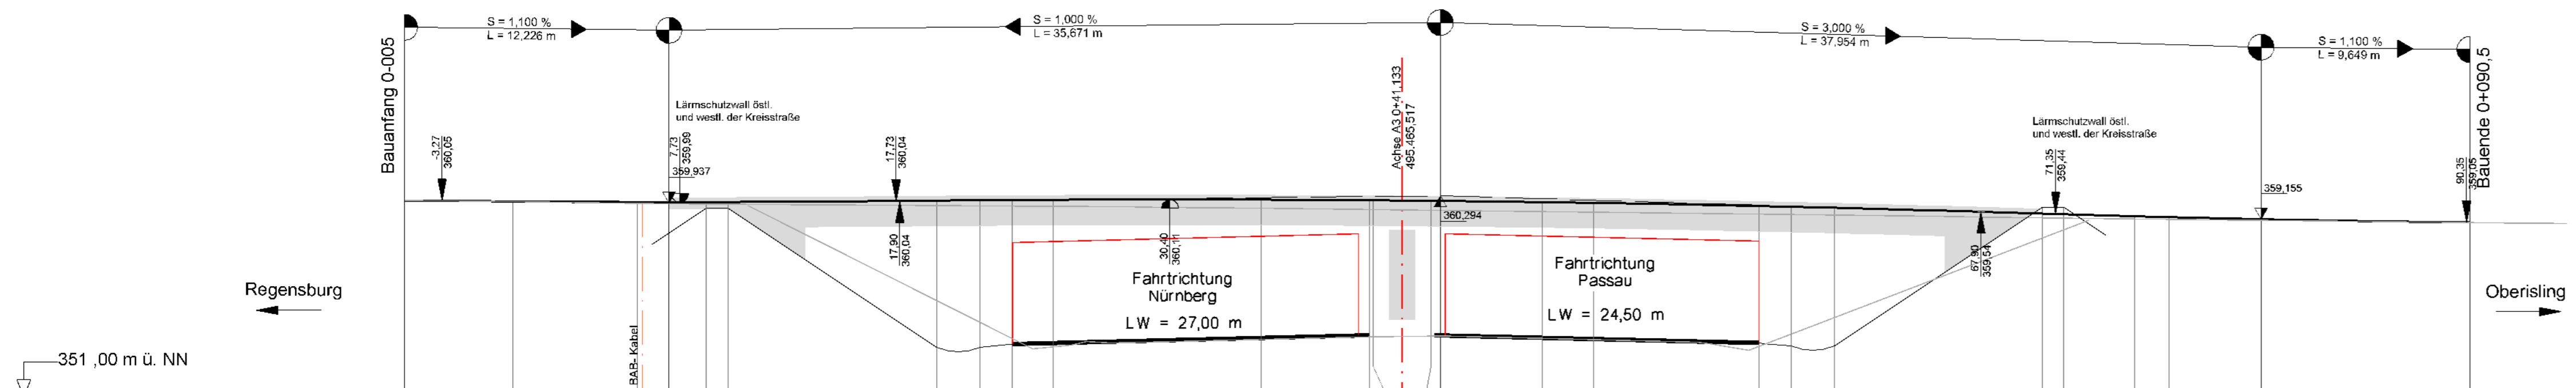 S = 1,100 %
L = 12,226 m
S = 1,000 %
L = 35,671 m
S = 3,000 %
L = 37,954 m
S = 1,100 %
L = 9,649 m
Bauanfang 0-005
Bauende 0+090,5
Achse A3 0+41,133
495.465,517
Lärmschutzwall östl.
und westl. der Kreisstraße
Lärmschutzwall östl.
und westl. der Kreisstraße
-3,27
360,05
7,73
359,99
359,937
17,73
360,04
17,90
360,04
30,40
360,11
360,294
71,35
359,44
67,90
359,54
359,155
90,35
359,05
Fahrtrichtung
Nürnberg
LW = 27,00 m
Fahrtrichtung
Passau
LW = 24,50 m
Regensburg
Oberisling
BAB- Kabel
351 ,00 m ü. NN